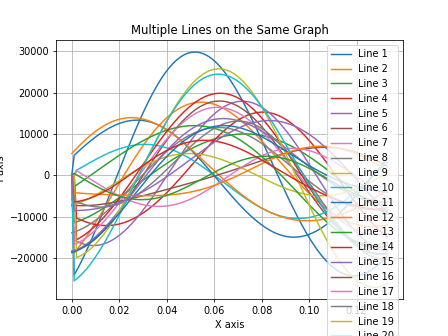 Multiple Lines on the Same Graph
30000
20000
10000
0
−10000
−20000
0.00
0.02
0.04
0.06
0.08
0.10
X axis
Line 1
Line 2
Line 3
Line 4
Line 5
Line 6
Line 7
Line 8
Line 9
Line 10
Line 11
Line 12
Line 13
Line 14
Line 15
Line 16
Line 17
Line 18
Line 19
Line 20